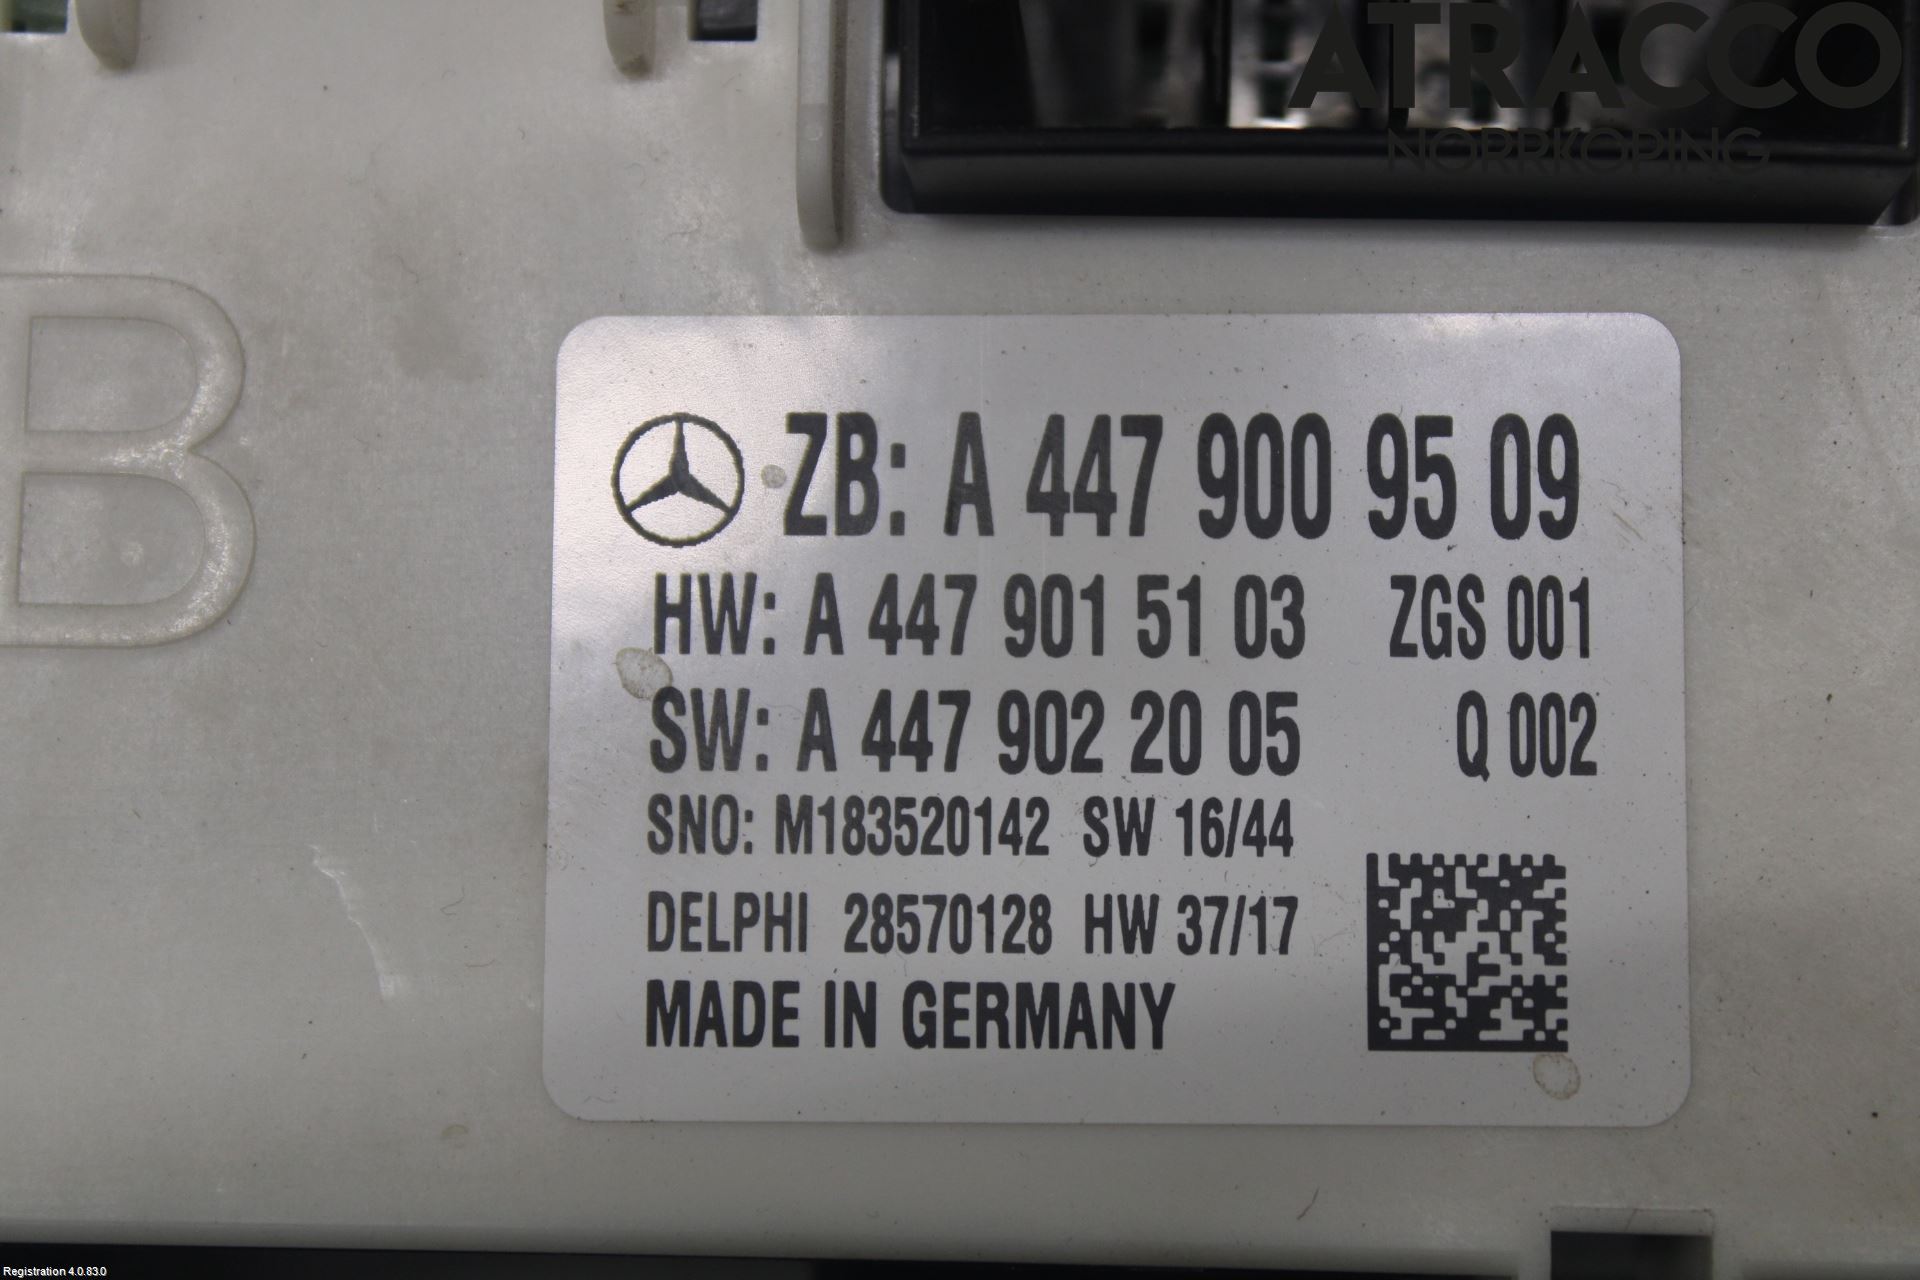 ATRACCO
NORRKÖPING
B
ZB: A 447 900 95 09
HW: A 447 901 51 03 ZGS 001
SW: A 447 902 20 05 Q 002
SNO: M183520142 SW 16/44
DELPHI 28570128 HW 37/17
MADE IN GERMANY
Registration 4.0.83.0